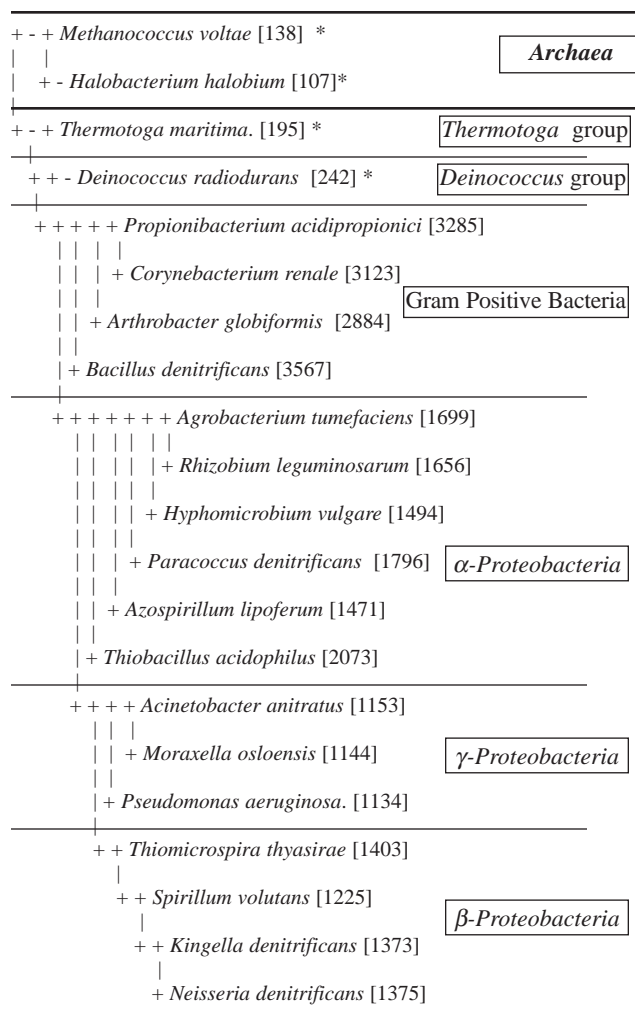 + - + Methanococcus voltae [138] *
Archaea
+ - Halobacterium halobium [107]*
+ - + Thermotoga maritima. [195] *
Thermotoga group
+ + - Deinococcus radiodurans [242] *
Deinococcus group
+ + + + + Propionibacterium acidipropionici [3285]
+ Corynebacterium renale [3123]
Gram Positive Bacteria
+ Arthrobacter globiformis [2884]
+ Bacillus denitrificans [3567]
+ + + + + + + Agrobacterium tumefaciens [1699]
+ Rhizobium leguminosarum [1656]
+ Hyphomicrobium vulgare [1494]
+ Paracoccus denitrificans [1796]
α-Proteobacteria
+ Azospirillum lipoferum [1471]
+ Thiobacillus acidophilus [2073]
+ + + + Acinetobacter anitratus [1153]
+ Moraxella osloensis [1144]
γ-Proteobacteria
+ Pseudomonas aeruginosa. [1134]
+ + Thiomicrospira thyasirae [1403]
+ + Spirillum volutans [1225]
β-Proteobacteria
+ + Kingella denitrificans [1373]
+ Neisseria denitrificans [1375]